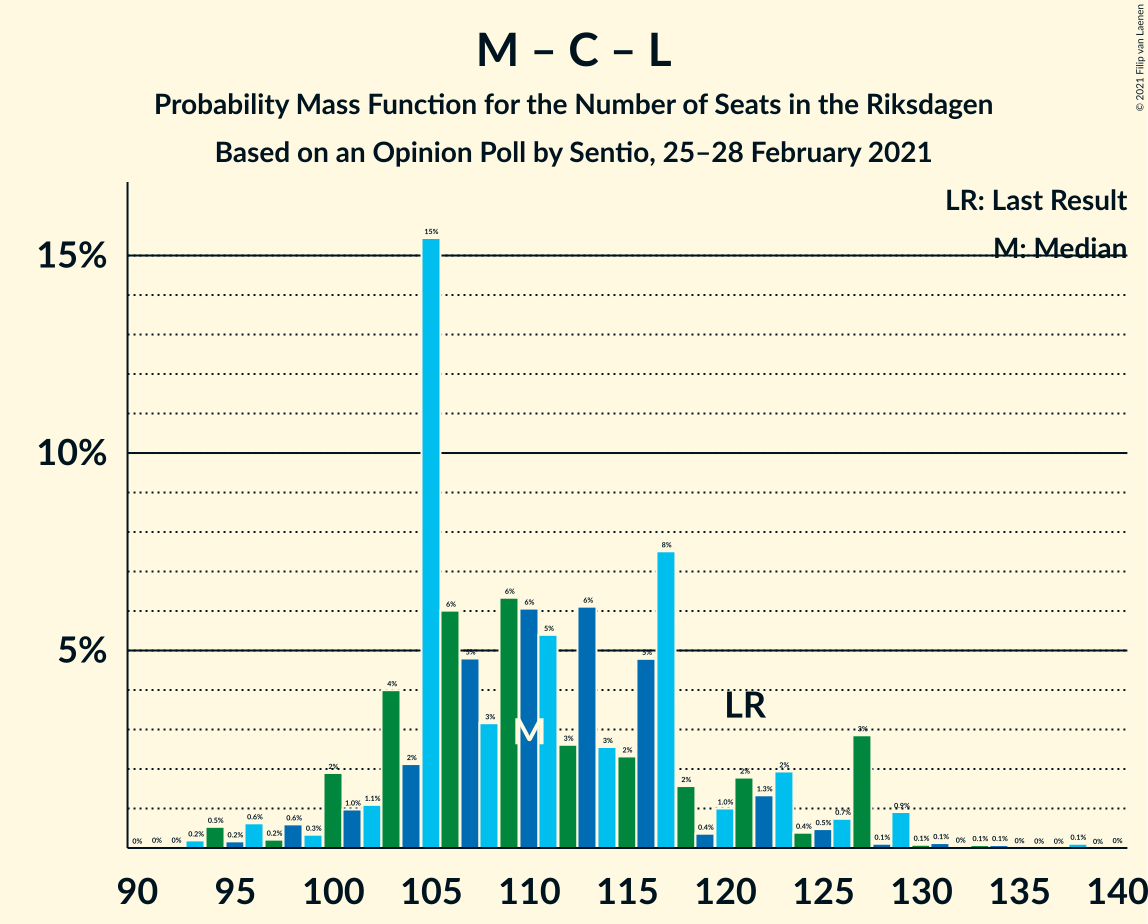 M – C – L
Probability Mass Function for the Number of Seats in the Riksdagen
Based on an Opinion Poll by Sentio, 25–28 February 2021
© 2021 Filip van Laenen
LR: Last Result
M: Median
15%
10%
5%
0% 0% 0% 0.2% 0.5% 0.2% 0.6% 0.2% 0.6% 0.3% 2% 1.0% 1.1% 4% 2% 15% 6% 5% 3% 6% 6% 5% 3% 6% 3% 2% 5% 8% 2% 0.4% 1.0% 2% 1.3% 2% 0.4% 0.5% 0.7% 3% 0.1% 0.9% 0.1% 0.1% 0% 0.1% 0.1% 0% 0% 0% 0.1% 0% 0%
M
LR
90 95 100 105 110 115 120 125 130 135 140